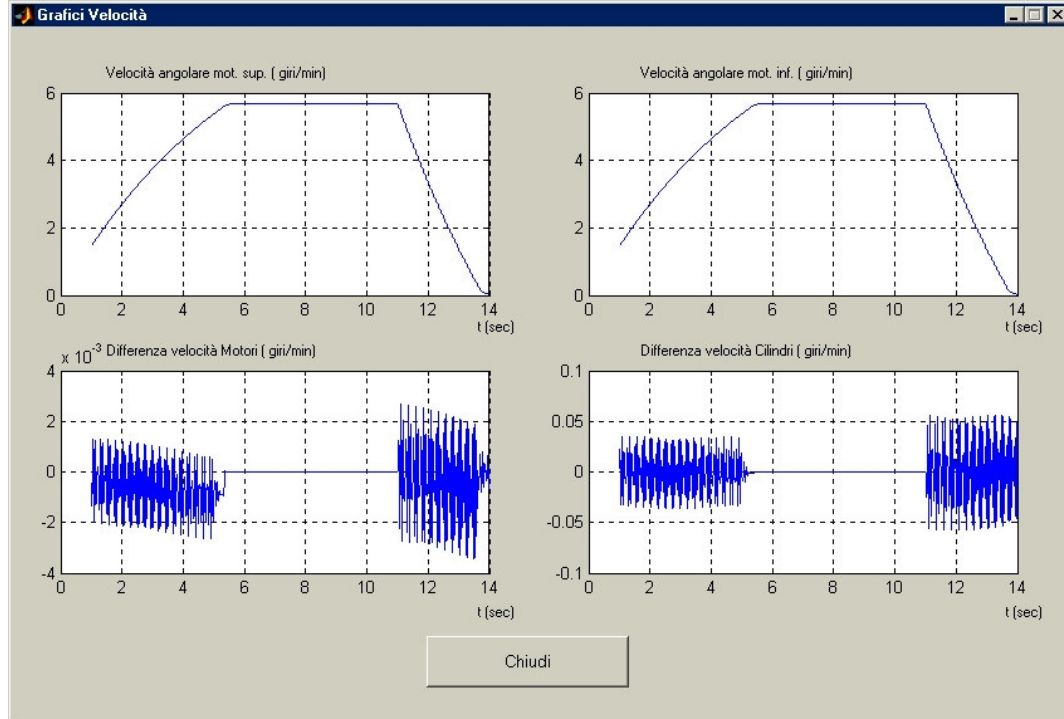 Grafici Velocità
Velocità angolare mot. sup. ( giri/min)
6
4
2
0
0 2 4 6 8 10 12 14
t (sec)
Velocità angolare mot. inf. ( giri/min)
6
4
2
0
0 2 4 6 8 10 12 14
t (sec)
x 10-3 Differenza velocità Motori ( giri/min)
4
2
0
-2
-4
0 2 4 6 8 10 12 14
t (sec)
Differenza velocità Cilindri ( giri/min)
0.1
0.05
0
-0.05
-0.1
0 2 4 6 8 10 12 14
t (sec)
Chiudi